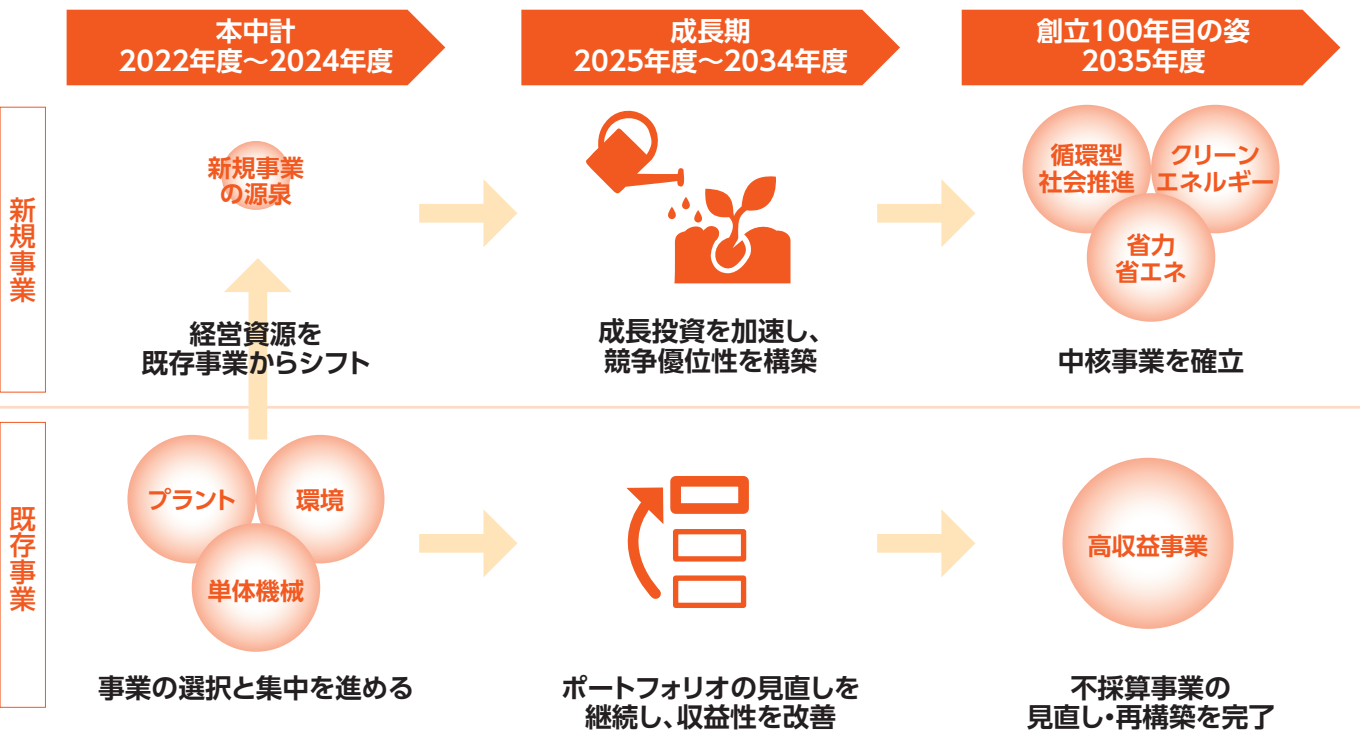 本中計
2022年度〜2024年度
成長期
2025年度〜2034年度
創立100年目の姿
2035年度
新規事業
新規事業
の源泉
循環型
社会推進
クリーン
エネルギー
省力
省エネ
経営資源を
既存事業からシフト
成長投資を加速し、
競争優位性を構築
中核事業を確立
既存事業
プラント
環境
単体機械
高収益事業
事業の選択と集中を進める
ポートフォリオの見直しを
継続し、収益性を改善
不採算事業の
見直し・再構築を完了